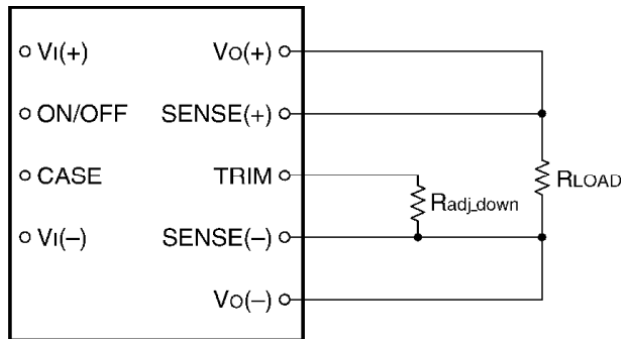 VI(+) VO(+)
ON/OFF SENSE(+)
CASE TRIM
RLOAD
Radj_down
VI(–) SENSE(–)
VO(–)